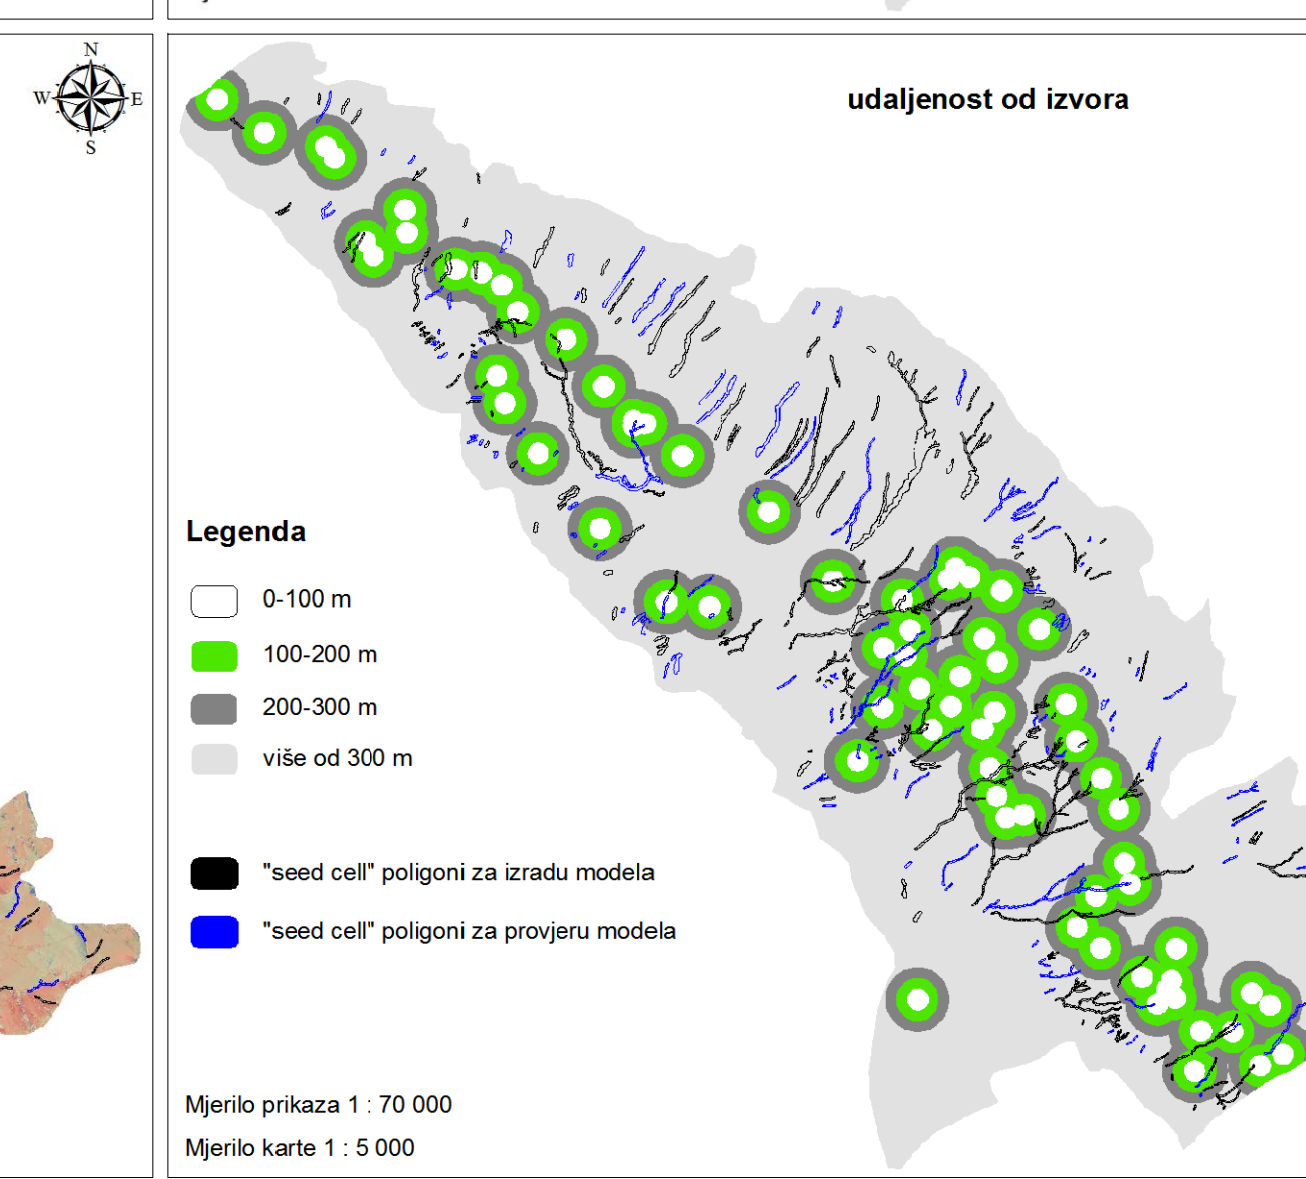 N
W E
S
udaljenost od izvora
Legenda
0-100 m
100-200 m
200-300 m
više od 300 m
"seed cell" poligoni za izradu modela
"seed cell" poligoni za provjeru modela
Mjerilo prikaza 1 : 70 000
Mjerilo karte 1 : 5 000